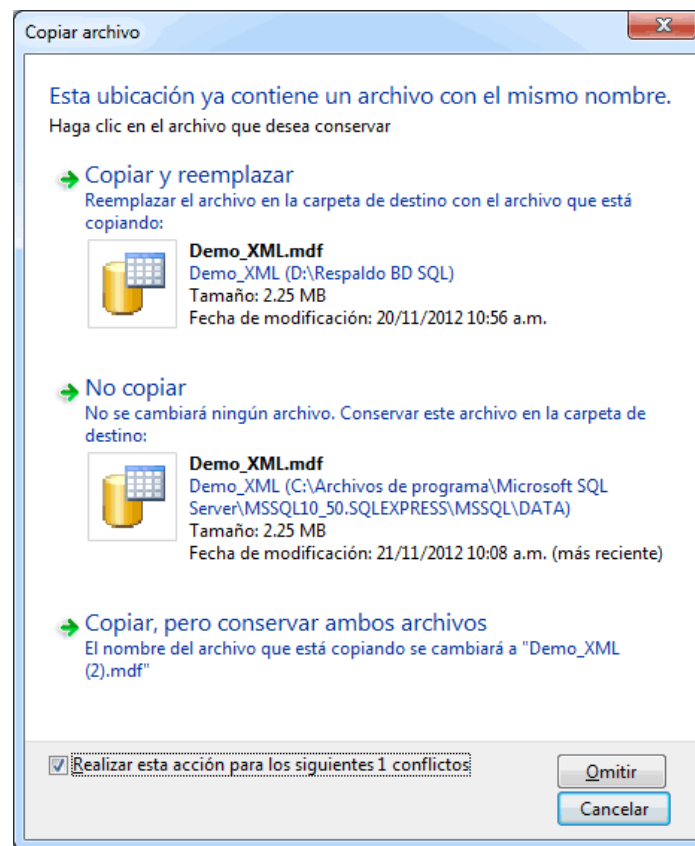 Copiar archivo
Esta ubicación ya contiene un archivo con el mismo nombre.
Haga clic en el archivo que desea conservar
Copiar y reemplazar
Reemplazar el archivo en la carpeta de destino con el archivo que está
copiando:
Demo_XML.mdf
Demo_XML (D:\Respaldo BD SQL)
Tamaño: 2.25 MB
Fecha de modificación: 20/11/2012 10:56 a.m.
No copiar
No se cambiará ningún archivo. Conservar este archivo en la carpeta de
destino:
Demo_XML.mdf
Demo_XML (C:\Archivos de programa\Microsoft SQL
Server\MSSQL10_50.SQLEXPRESS\MSSQL\DATA)
Tamaño: 2.25 MB
Fecha de modificación: 21/11/2012 10:08 a.m. (más reciente)
Copiar, pero conservar ambos archivos
El nombre del archivo que está copiando se cambiará a "Demo_XML
(2).mdf"
Realizar esta acción para los siguientes 1 conflictos
Omitir
Cancelar